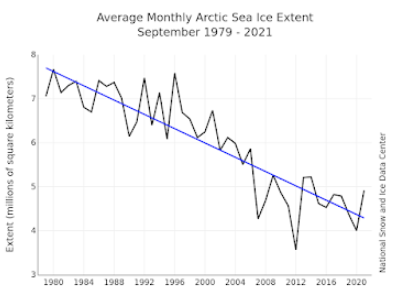 Average Monthly Arctic Sea Ice Extent
September 1979 - 2021
Extent (millions of square kilometers)
8
7
6
5
4
3
1980 1984 1988 1992 1996 2000 2004 2008 2012 2016 2020
National Snow and Ice Data Center